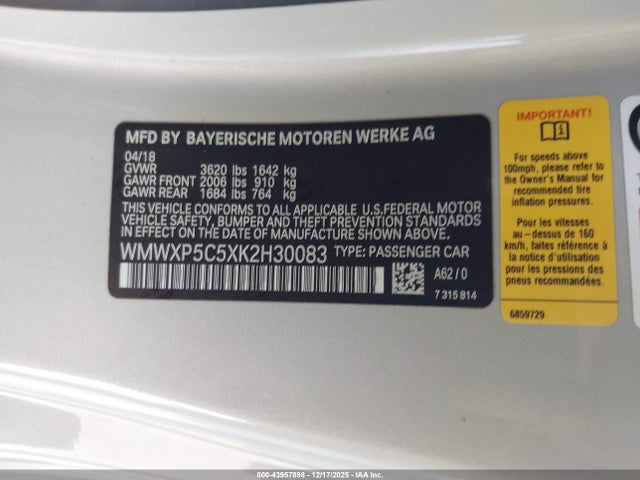 MFD BY BAYERISCHE MOTOREN WERKE AG
04/18
GVWR 3620 lbs 1642 kg
GAWR FRONT 2006 lbs 910 kg
GAWR REAR 1684 lbs 764 kg
THIS VEHICLE CONFORMS TO ALL APPLICABLE U.S. FEDERAL MOTOR
VEHICLE SAFETY, BUMPER AND THEFT PREVENTION STANDARDS
IN EFFECT ON THE DATE OF MANUFACTURE SHOWN ABOVE.
WMWXP5C5XK2H30083 TYPE: PASSENGER CAR
A62 / 0
7 315 814
IMPORTANT!
For speeds above
100mph, please refer to
the Owner's Manual for
recommended tire
inflation pressures.
Pour les vitesses
au-dessus de 160
km/h, faites référence à
la notice d'utilisation
pour les pressions des
pneus recommandées.
6859729
000-43957898 - 12/17/2025 - IAA Inc.